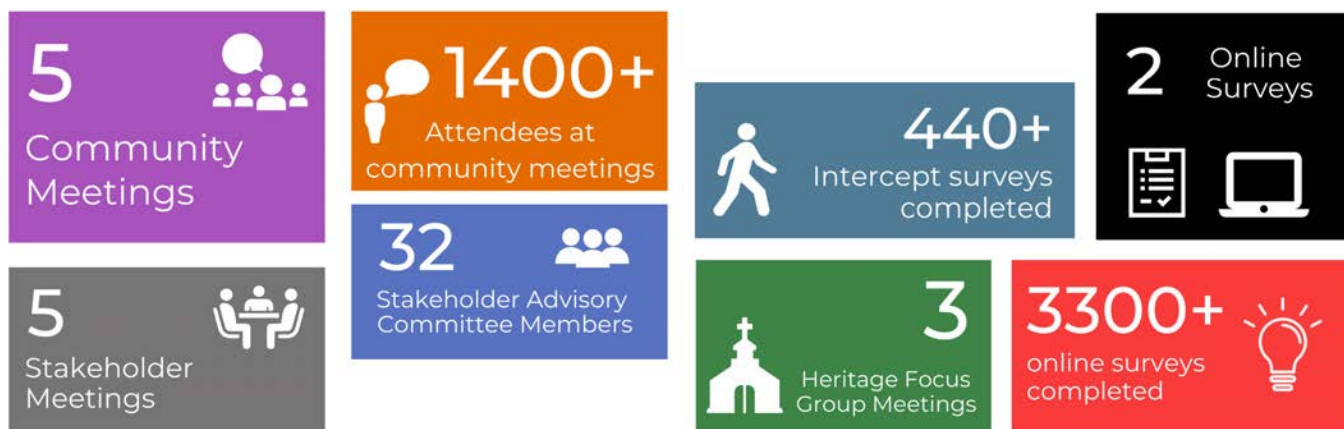 5
Community
Meetings
1400+
Attendees at
community meetings
440+
Intercept surveys
completed
2
Online
Surveys
5
Stakeholder
Meetings
32
Stakeholder Advisory
Committee Members
3
Heritage Focus
Group Meetings
3300+
online surveys
completed